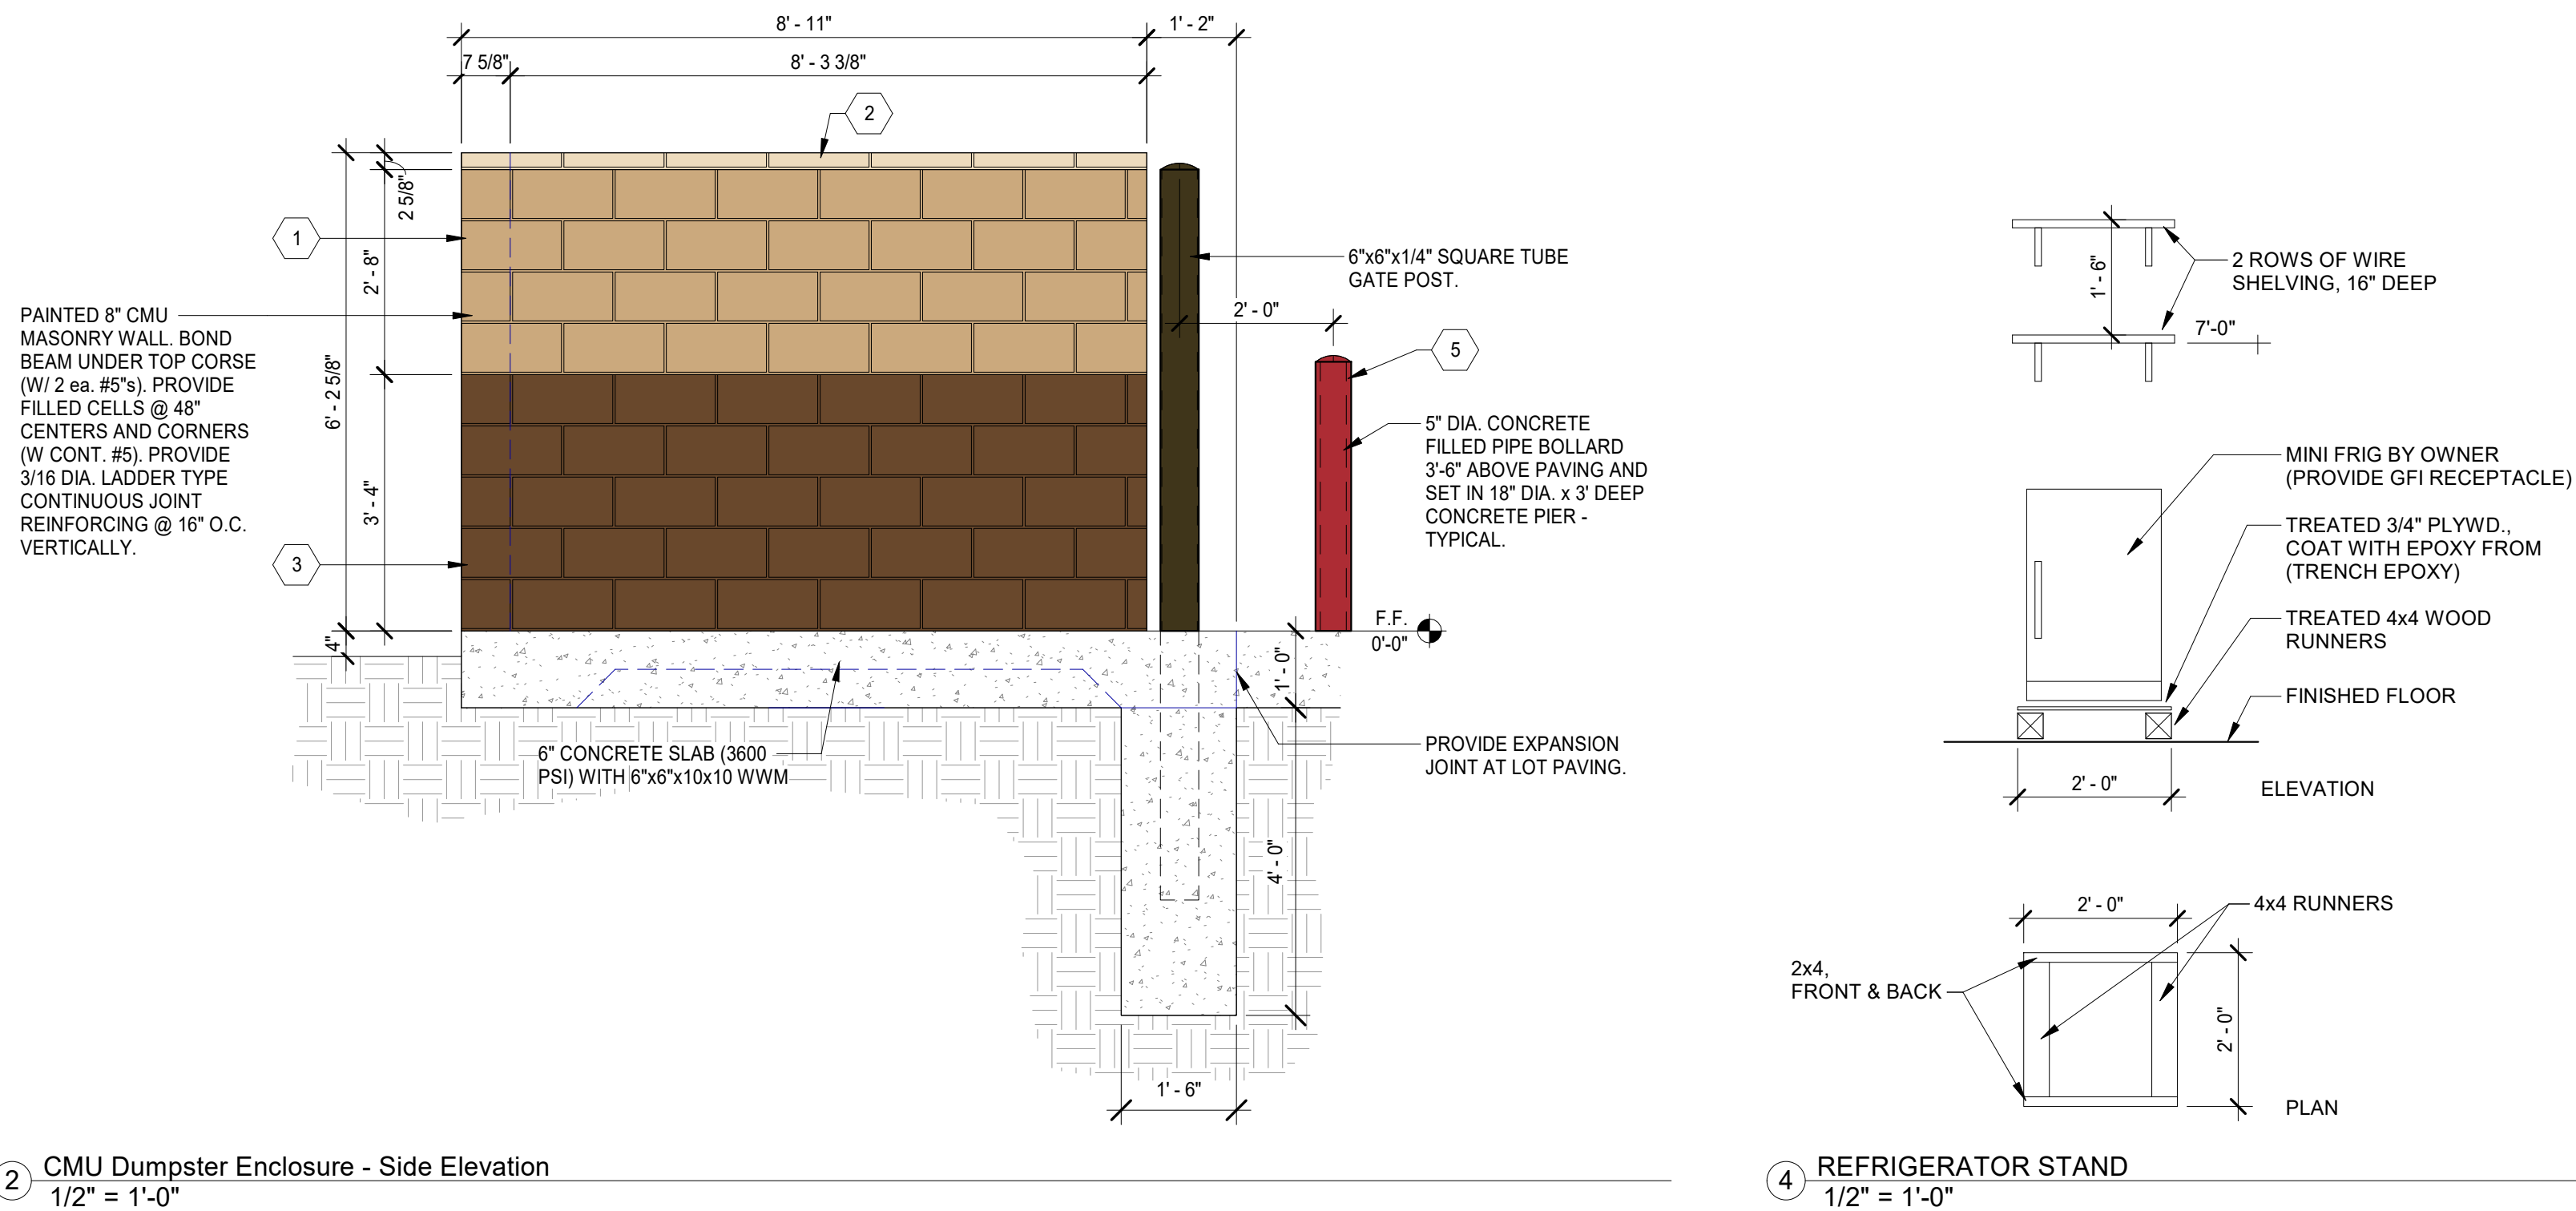 8' - 11"
1' - 2"
7 5/8"
8' - 3 3/8"
2
2 5/8"
1
2' - 8"
6' - 2 5/8"
3' - 4"
3
4"
PAINTED 8" CMU
MASONRY WALL. BOND
BEAM UNDER TOP CORSE
(W/ 2 ea. #5"s). PROVIDE
FILLED CELLS @ 48"
CENTERS AND CORNERS
(W CONT. #5). PROVIDE
3/16 DIA. LADDER TYPE
CONTINUOUS JOINT
REINFORCING @ 16" O.C.
VERTICALLY.
6"x6"x1/4" SQUARE TUBE
GATE POST.
2' - 0"
5
5" DIA. CONCRETE
FILLED PIPE BOLLARD
3'-6" ABOVE PAVING AND
SET IN 18" DIA. x 3' DEEP
CONCRETE PIER -
TYPICAL.
F.F.
0'-0"
1' - 0"
6" CONCRETE SLAB (3600
PSI) WITH 6"x6"x10x10 WWM
PROVIDE EXPANSION
JOINT AT LOT PAVING.
4' - 0"
1' - 6"
2
CMU Dumpster Enclosure - Side Elevation
1/2" = 1'-0"
1' - 6"
2 ROWS OF WIRE
SHELVING, 16" DEEP
7'-0"
MINI FRIG BY OWNER
(PROVIDE GFI RECEPTACLE)
TREATED 3/4" PLYWD.,
COAT WITH EPOXY FROM
(TRENCH EPOXY)
TREATED 4x4 WOOD
RUNNERS
FINISHED FLOOR
2' - 0"
ELEVATION
2' - 0"
4x4 RUNNERS
2x4,
FRONT & BACK
2' - 0"
PLAN
4
REFRIGERATOR STAND
1/2" = 1'-0"